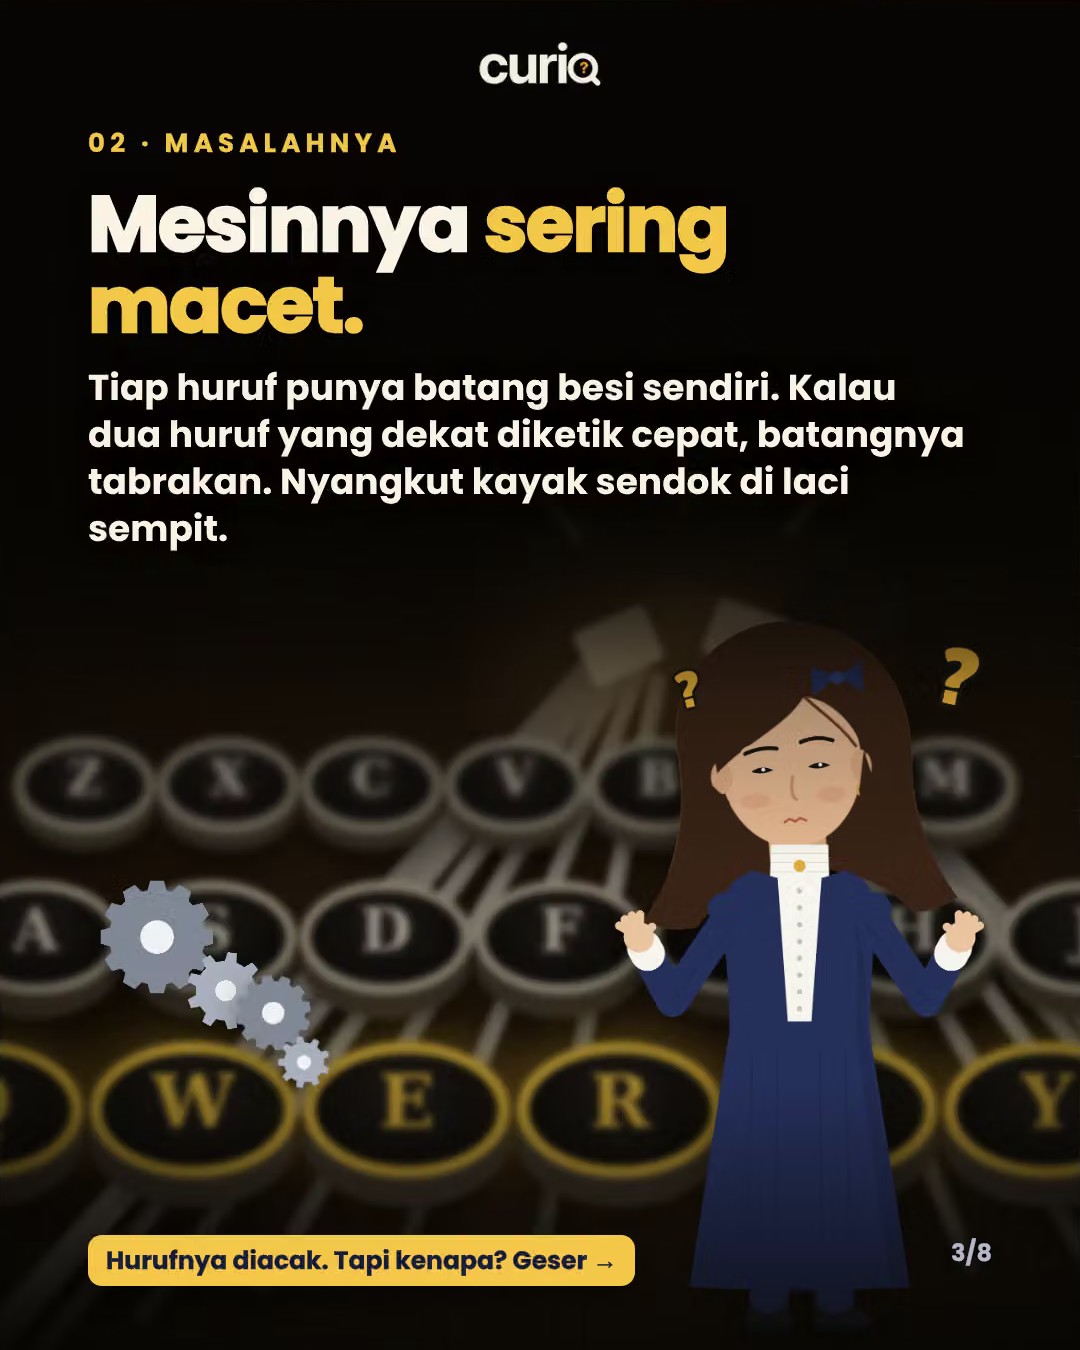 curiq
02 · MASALAHNYA
Mesinnya sering
macet.
Tiap huruf punya batang besi sendiri. Kalau
dua huruf yang dekat diketik cepat, batangnya
tabrakan. Nyangkut kayak sendok di laci
sempit.
? ?
Z X C V B M
A S D F H J
Q W E R Y
Hurufnya diacak. Tapi kenapa? Geser →
3/8